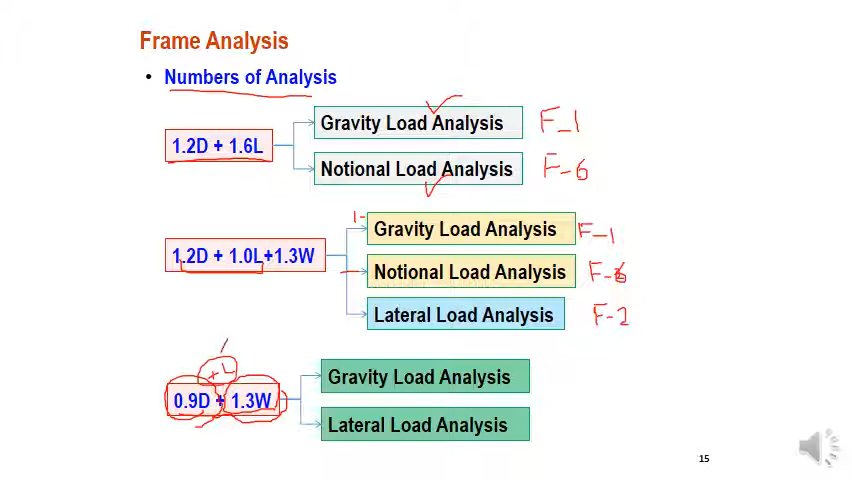 Frame Analysis
• Numbers of Analysis
Gravity Load Analysis F-1
1.2D + 1.6L
Notional Load Analysis F-6
1-
Gravity Load Analysis F-1
1.2D + 1.0L+1.3W
Notional Load Analysis F-6
Lateral Load Analysis F-2
+L
Gravity Load Analysis
0.9D + 1.3W
Lateral Load Analysis
15